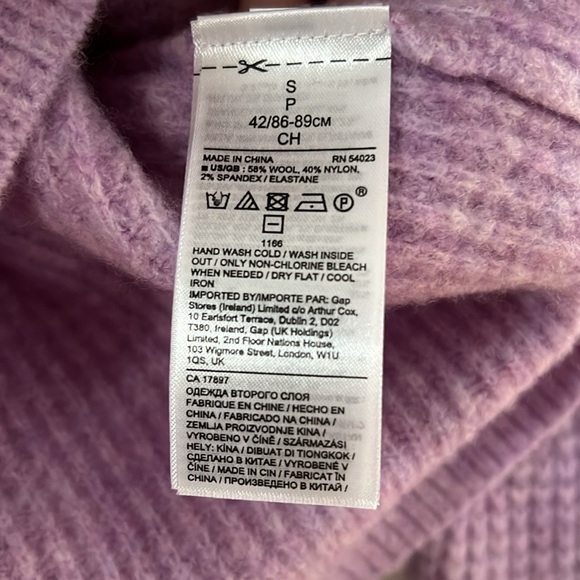 S
P
42/86-89CM
CH
MADE IN CHINA RN 54023
US/GB : 58% WOOL, 40% NYLON,
2% SPANDEX / ELASTANE
P ®
1166
HAND WASH COLD / WASH INSIDE
OUT / ONLY NON-CHLORINE BLEACH
WHEN NEEDED / DRY FLAT / COOL
IRON
IMPORTED BY/IMPORTE PAR: Gap
Stores (Ireland) Limited c/o Arthur Cox,
10 Earlsfort Terrace, Dublin 2, D02
T380, Ireland, Gap (UK Holdings)
Limited, 2nd Floor Nations House,
103 Wigmore Street, London, W1U
1QS, UK
CA 17897
ОДЕЖДА ВТОРОГО СЛОЯ
FABRIQUE EN CHINE / HECHO EN
CHINA / FABRICADO NA CHINA /
ZEMLJA PROIZVODNJE KINA /
VYROBENO V ČÍNĚ / SZÁRMAZÁSI
HELY: KÍNA / DIBUAT DI TIONGKOK /
СДЕЛАНО В КИТАЕ / VYROBENÉ V
ČÍNE / MADE IN CIN / FABRICAT ÎN
CHINA / ПРОИЗВЕДЕНО В КИТАЙ /